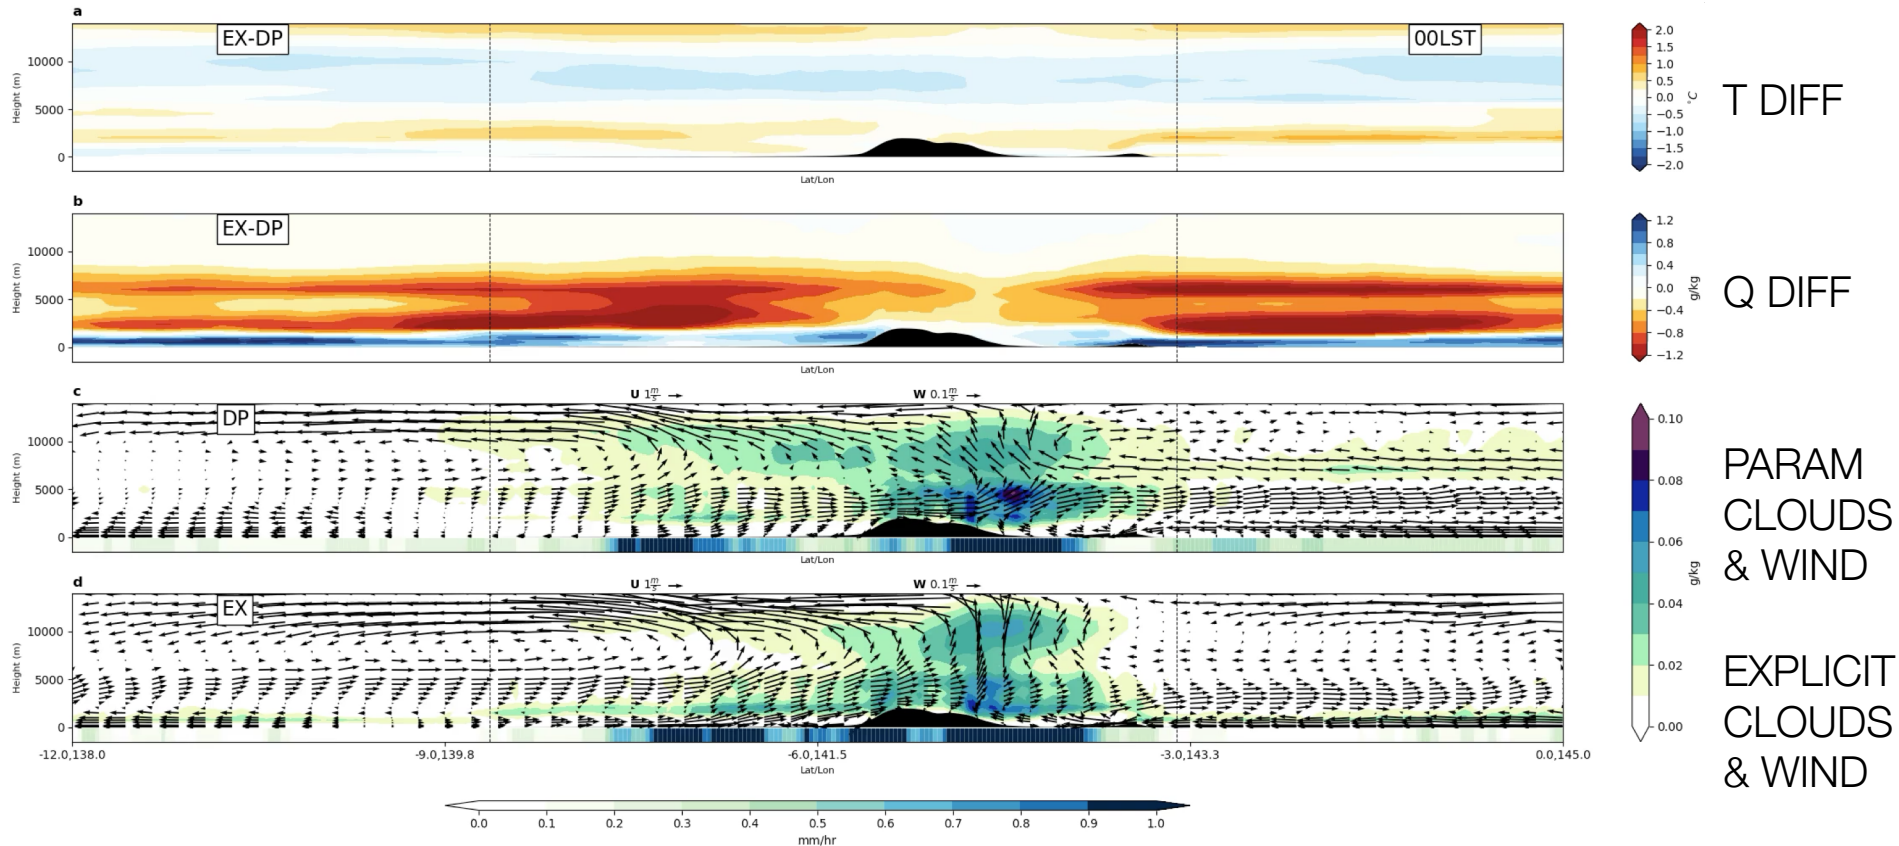 a
EX-DP
00LST
Height (m)
10000
5000
0
Lat/Lon
2.0
1.5
1.0
0.5
0.0
−0.5
−1.0
−1.5
−2.0
°C
T DIFF
b
EX-DP
Height (m)
10000
5000
0
Lat/Lon
1.2
0.8
0.4
0.0
−0.4
−0.8
−1.2
g/kg
Q DIFF
c
U 1 m/s
W 0.1 m/s
DP
Height (m)
10000
5000
0
Lat/Lon
d
U 1 m/s
W 0.1 m/s
EX
Height (m)
10000
5000
0
-12.0,138.0
-9.0,139.8
-6.0,141.5
-3.0,143.3
0.0,145.0
Lat/Lon
0.10
0.08
0.06
0.04
0.02
0.00
g/kg
PARAM
CLOUDS
& WIND
EXPLICIT
CLOUDS
& WIND
0.0
0.1
0.2
0.3
0.4
0.5
0.6
0.7
0.8
0.9
1.0
mm/hr